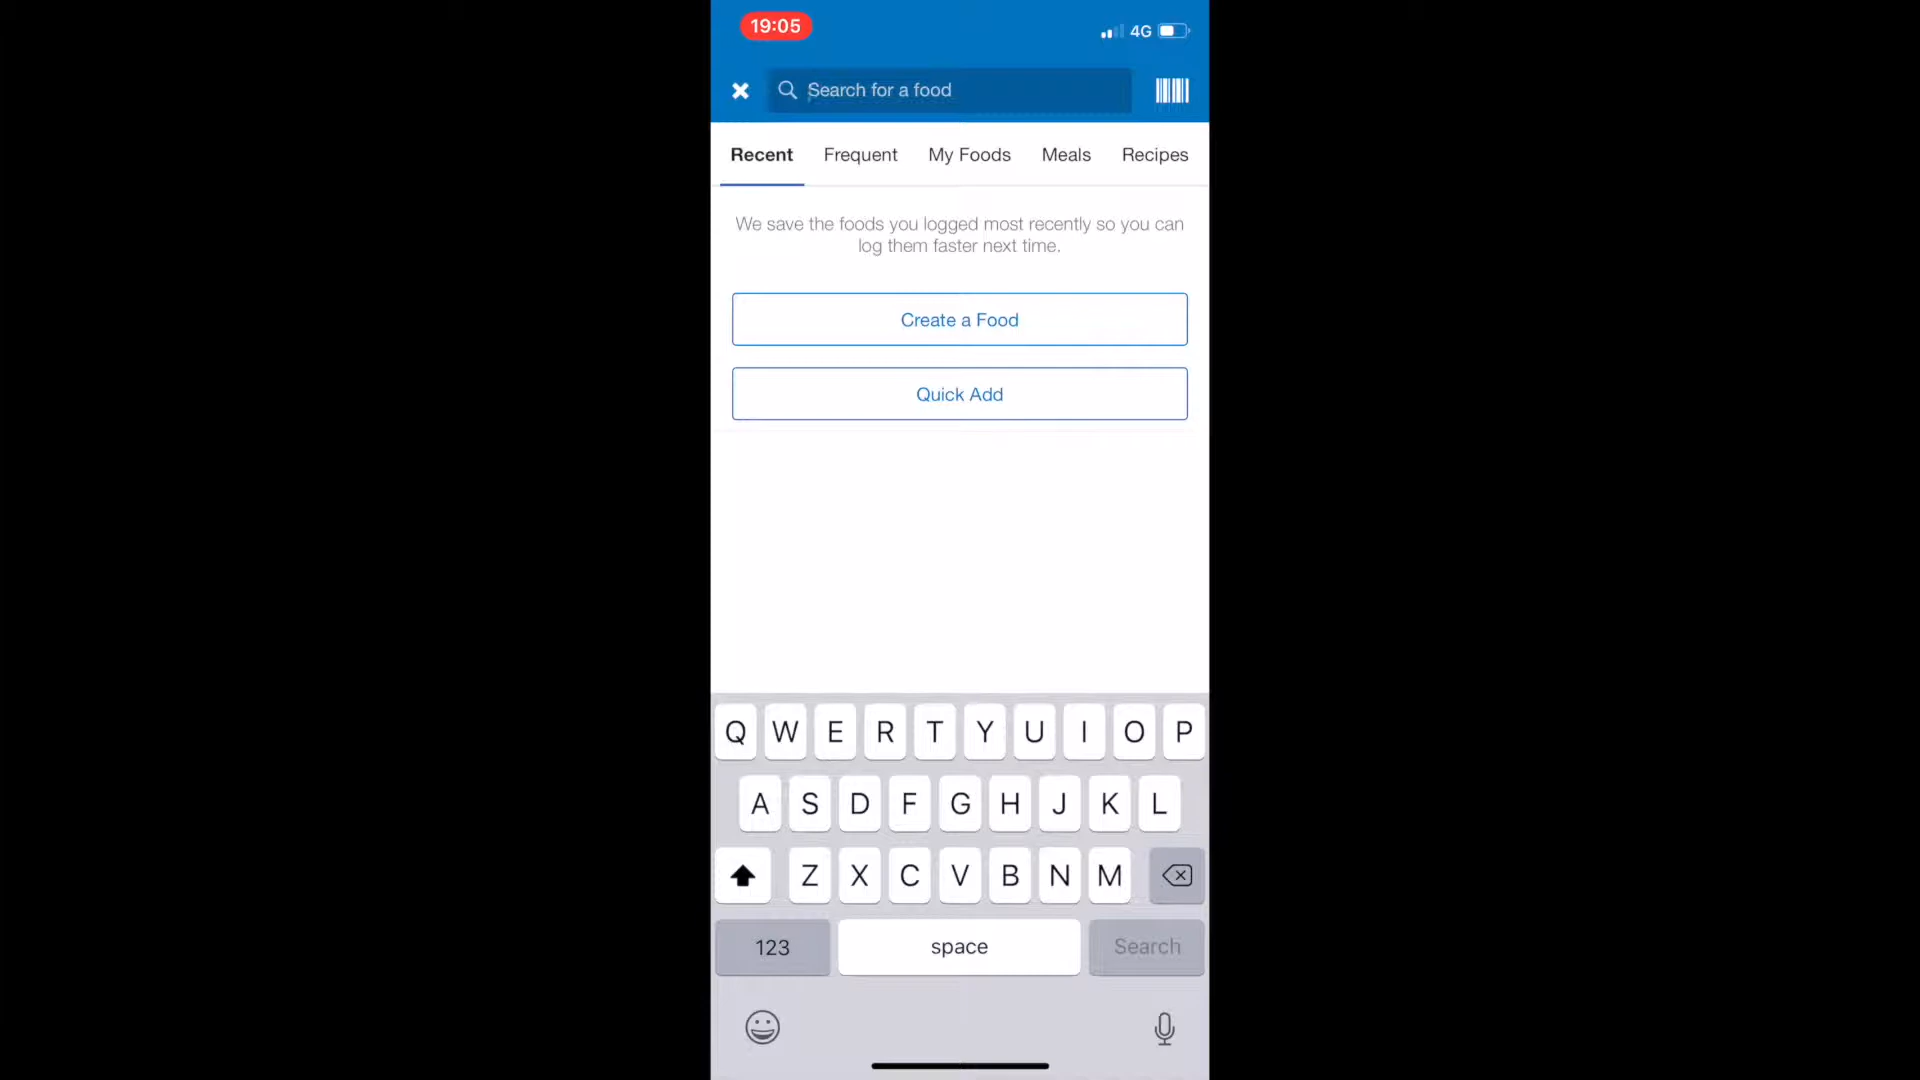 19:05
4G
Search for a food
Recent Frequent My Foods Meals Recipes
We save the foods you logged most recently so you can
log them faster next time.
Create a Food
Quick Add
Q W E R T Y U I O P
A S D F G H J K L
Z X C V B N M
123 space Search